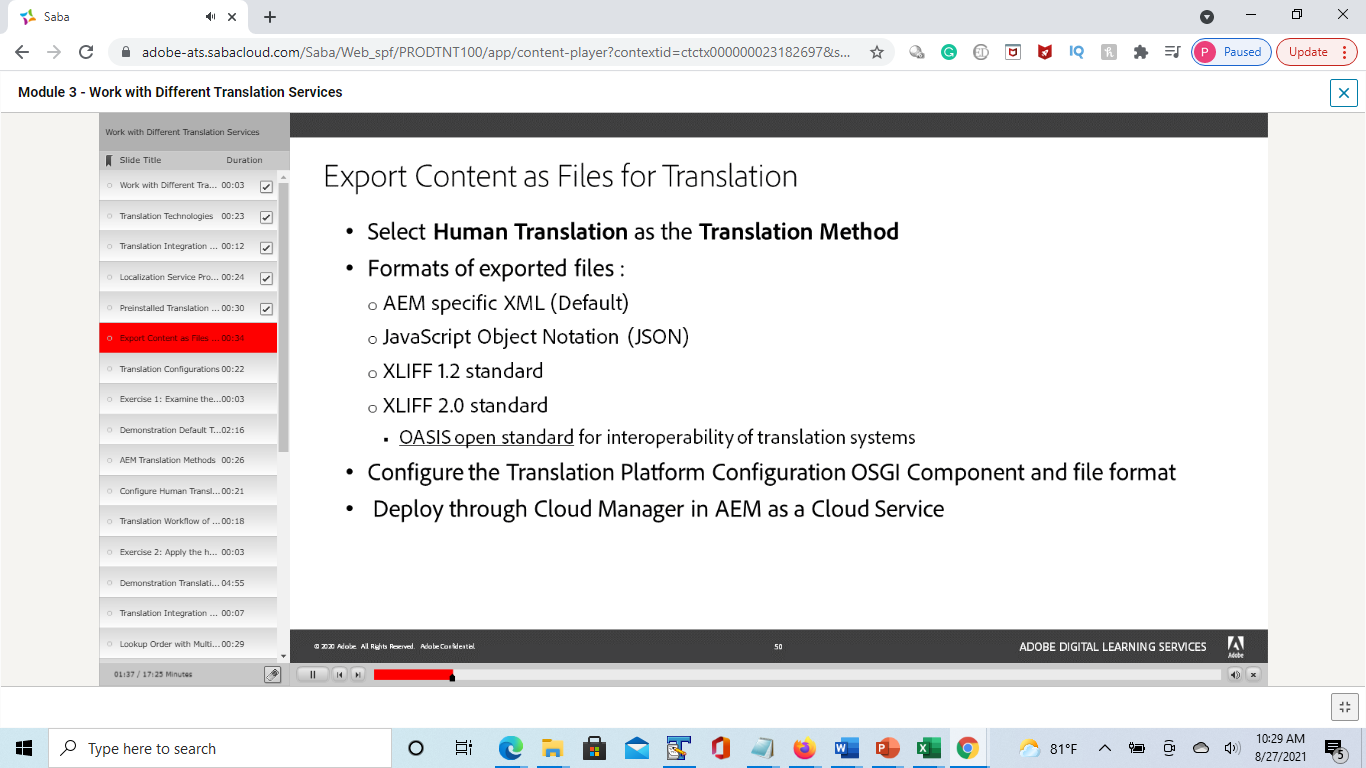 Saba
adobe-ats.sabacloud.com/Saba/Web_spf/PRODTNT100/app/content-player?contextid=ctctx0000000231826978&s...
P Paused
Update
Module 3 - Work with Different Translation Services
Work with Different Translation Services
Slide Title Duration
Work with Different Tra... 00:03
Translation Technologies 00:23
Translation Integration ... 00:12
Localization Service Pro... 00:24
Preinstalled Translation ... 00:30
Export Content as Files ... 00:34
Translation Configurations 00:22
Exercise 1: Examine the... 00:03
Demonstration Default T... 02:16
AEM Translation Methods 00:26
Configure Human Transl... 00:21
Translation Workflow of ... 00:18
Exercise 2: Apply the h... 00:03
Demonstration Translati... 04:55
Translation Integration ... 00:07
Lookup Order with Multi... 00:29
01:37 / 17:25 Minutes
Export Content as Files for Translation
• Select Human Translation as the Translation Method
• Formats of exported files :
o AEM specific XML (Default)
o JavaScript Object Notation (JSON)
o XLIFF 1.2 standard
o XLIFF 2.0 standard
▪ OASIS open standard for interoperability of translation systems
• Configure the Translation Platform Configuration OSGI Component and file format
• Deploy through Cloud Manager in AEM as a Cloud Service
© 2020 Adobe. All Rights Reserved. Adobe Confidential.
50
ADOBE DIGITAL LEARNING SERVICES
Adobe
Type here to search
81°F
10:29 AM
8/27/2021
5